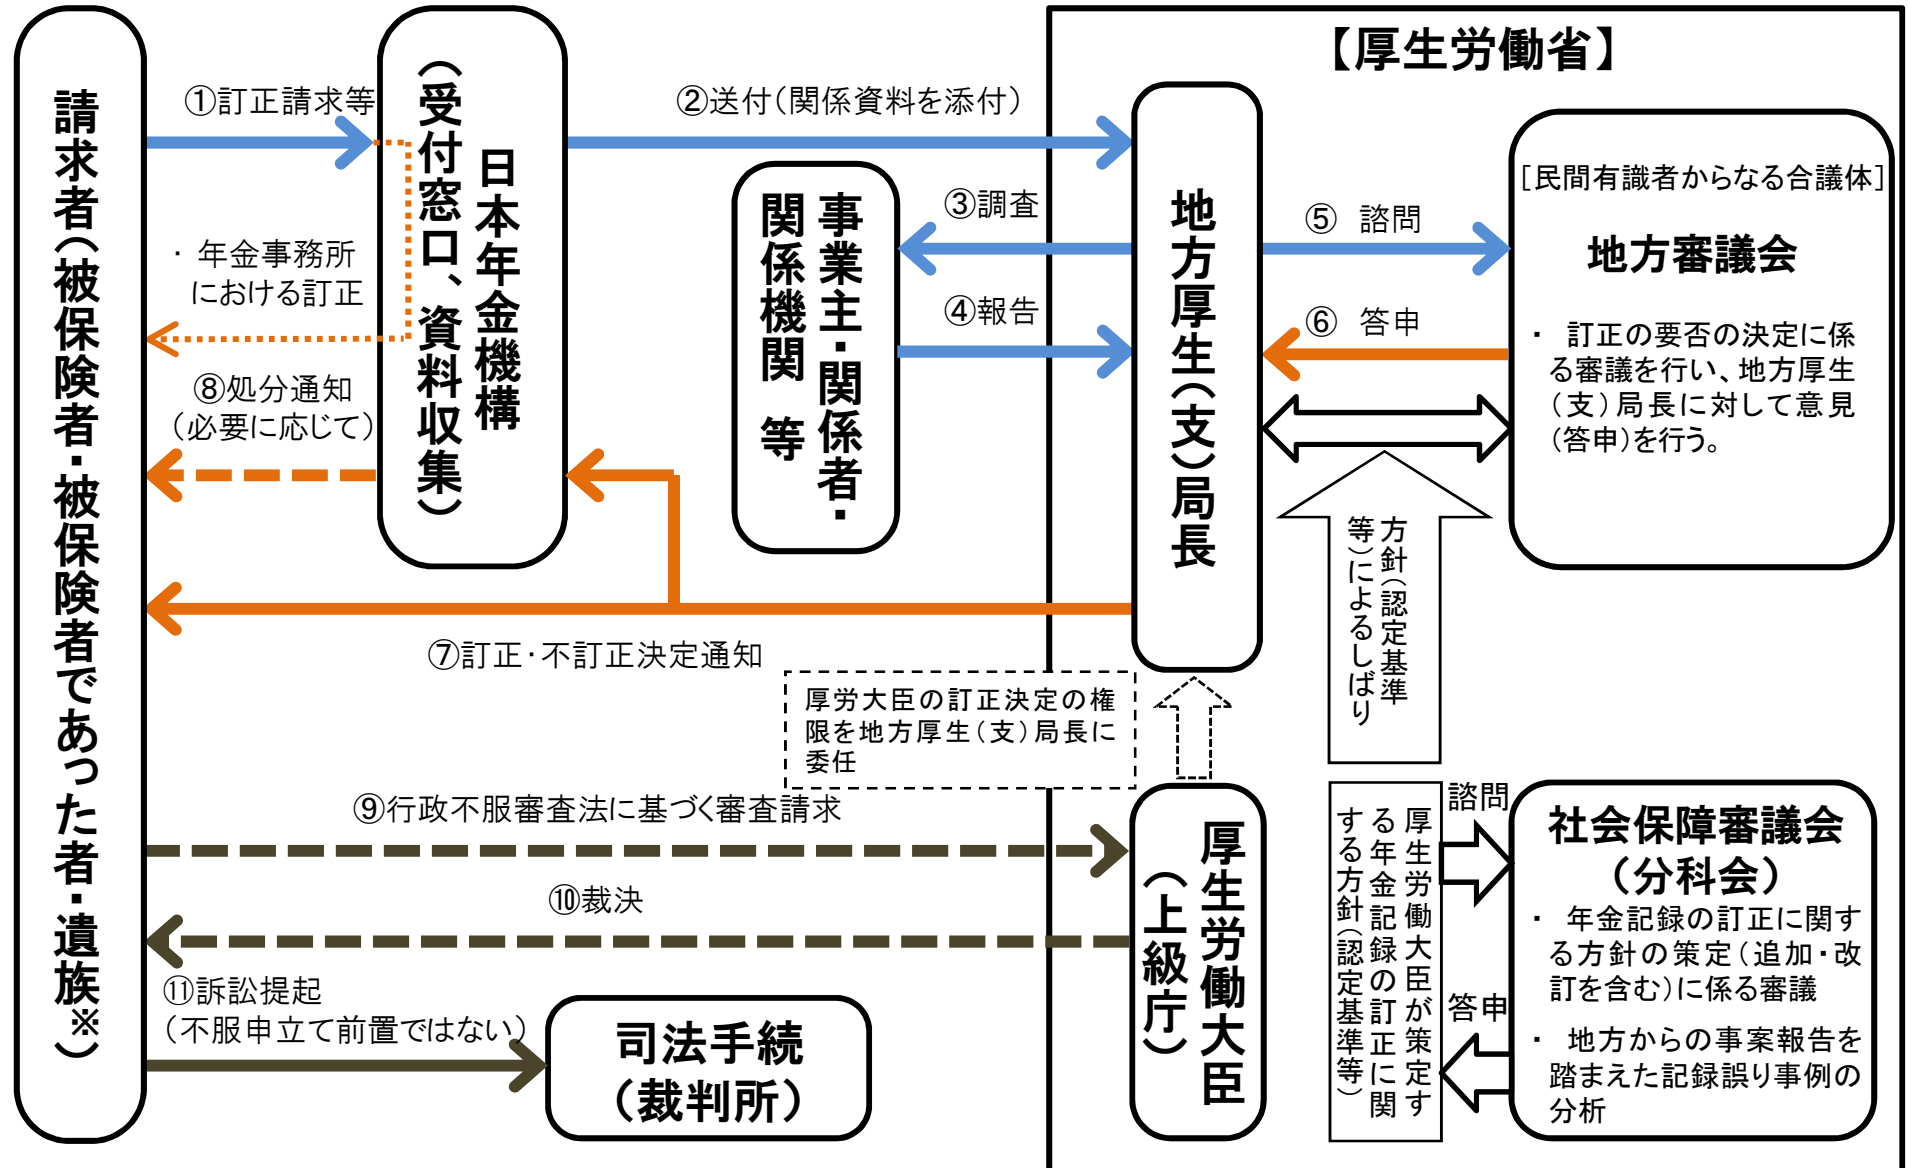 【厚生労働省】
請求者（被保険者・被保険者であった者・遺族※）
日本年金機構
（受付窓口、資料収集）
①訂正請求等
②送付（関係資料を添付）
・ 年金事務所
における訂正
⑧処分通知
（必要に応じて）
事業主・関係者・
関係機関 等
③調査
④報告
地方厚生（支）局長
⑤ 諮問
⑥ 答申
［民間有識者からなる合議体］
地方審議会
・ 訂正の要否の決定に係
る審議を行い、地方厚生
（支）局長に対して意見
（答申）を行う。
方針（認定基準
等）によるしばり
⑦訂正・不訂正決定通知
厚労大臣の訂正決定の権
限を地方厚生（支）局長に
委任
⑨行政不服審査法に基づく審査請求
⑩裁決
⑪訴訟提起
（不服申立て前置ではない）
司法手続
（裁判所）
厚生労働大臣
（上級庁）
厚生労働大臣が策定す
る年金記録の訂正に関
する方針（認定基準等）
諮問
答申
社会保障審議会
（分科会）
・ 年金記録の訂正に関す
る方針の策定（追加・改
訂を含む）に係る審議
・ 地方からの事案報告を
踏まえた記録誤り事例の
分析